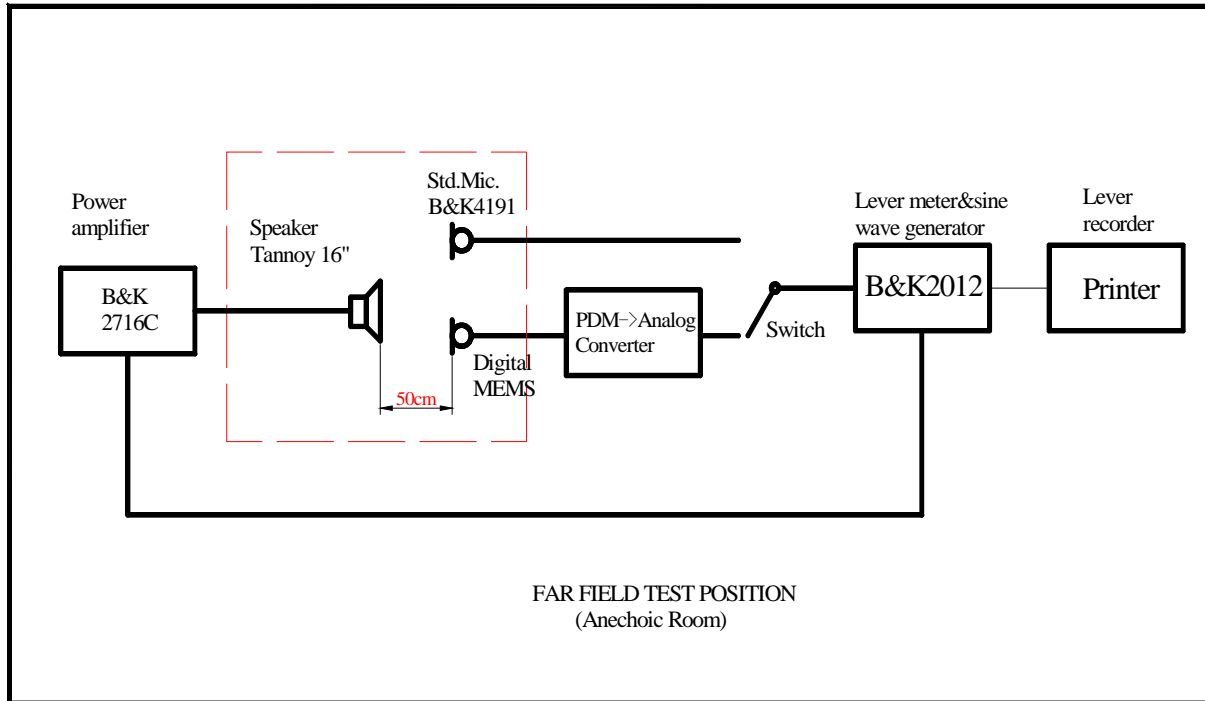 Power
amplifier
B&K
2716C
Speaker
Tannoy 16"
Std.Mic.
B&K4191
50cm
Digital
MEMS
PDM->Analog
Converter
Switch
Lever meter&sine
wave generator
B&K2012
Lever
recorder
Printer
FAR FIELD TEST POSITION
(Anechoic Room)